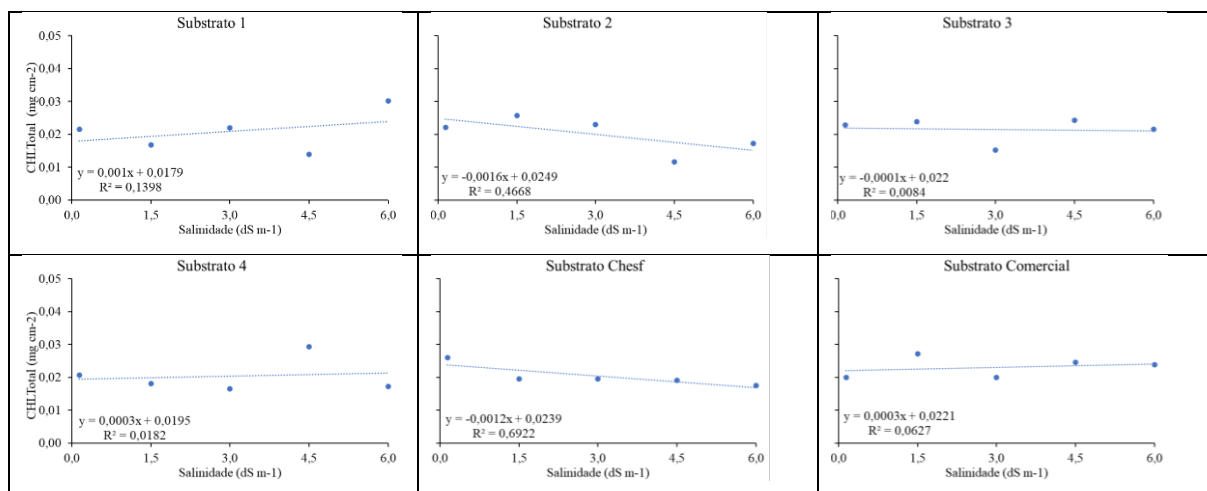 Substrato 1
CHLTotal (mg cm-2)
0,05
0,04
0,03
0,02
0,01
0,00
y = 0,001x + 0,0179
R² = 0,1398
0,0 1,5 3,0 4,5 6,0
Salinidade (dS m-1)
Substrato 2
y = -0,0016x + 0,0249
R² = 0,4668
0,0 1,5 3,0 4,5 6,0
Salinidade (dS m-1)
Substrato 3
y = -0,0001x + 0,022
R² = 0,0084
0,0 1,5 3,0 4,5 6,0
Salinidade (dS m-1)
Substrato 4
CHLTotal (mg cm-2)
0,05
0,04
0,03
0,02
0,01
0,00
y = 0,0003x + 0,0195
R² = 0,0182
0,0 1,5 3,0 4,5 6,0
Salinidade (dS m-1)
Substrato Chesf
y = -0,0012x + 0,0239
R² = 0,6922
0,0 1,5 3,0 4,5 6,0
Salinidade (dS m-1)
Substrato Comercial
y = 0,0003x + 0,0221
R² = 0,0627
0,0 1,5 3,0 4,5 6,0
Salinidade (dS m-1)